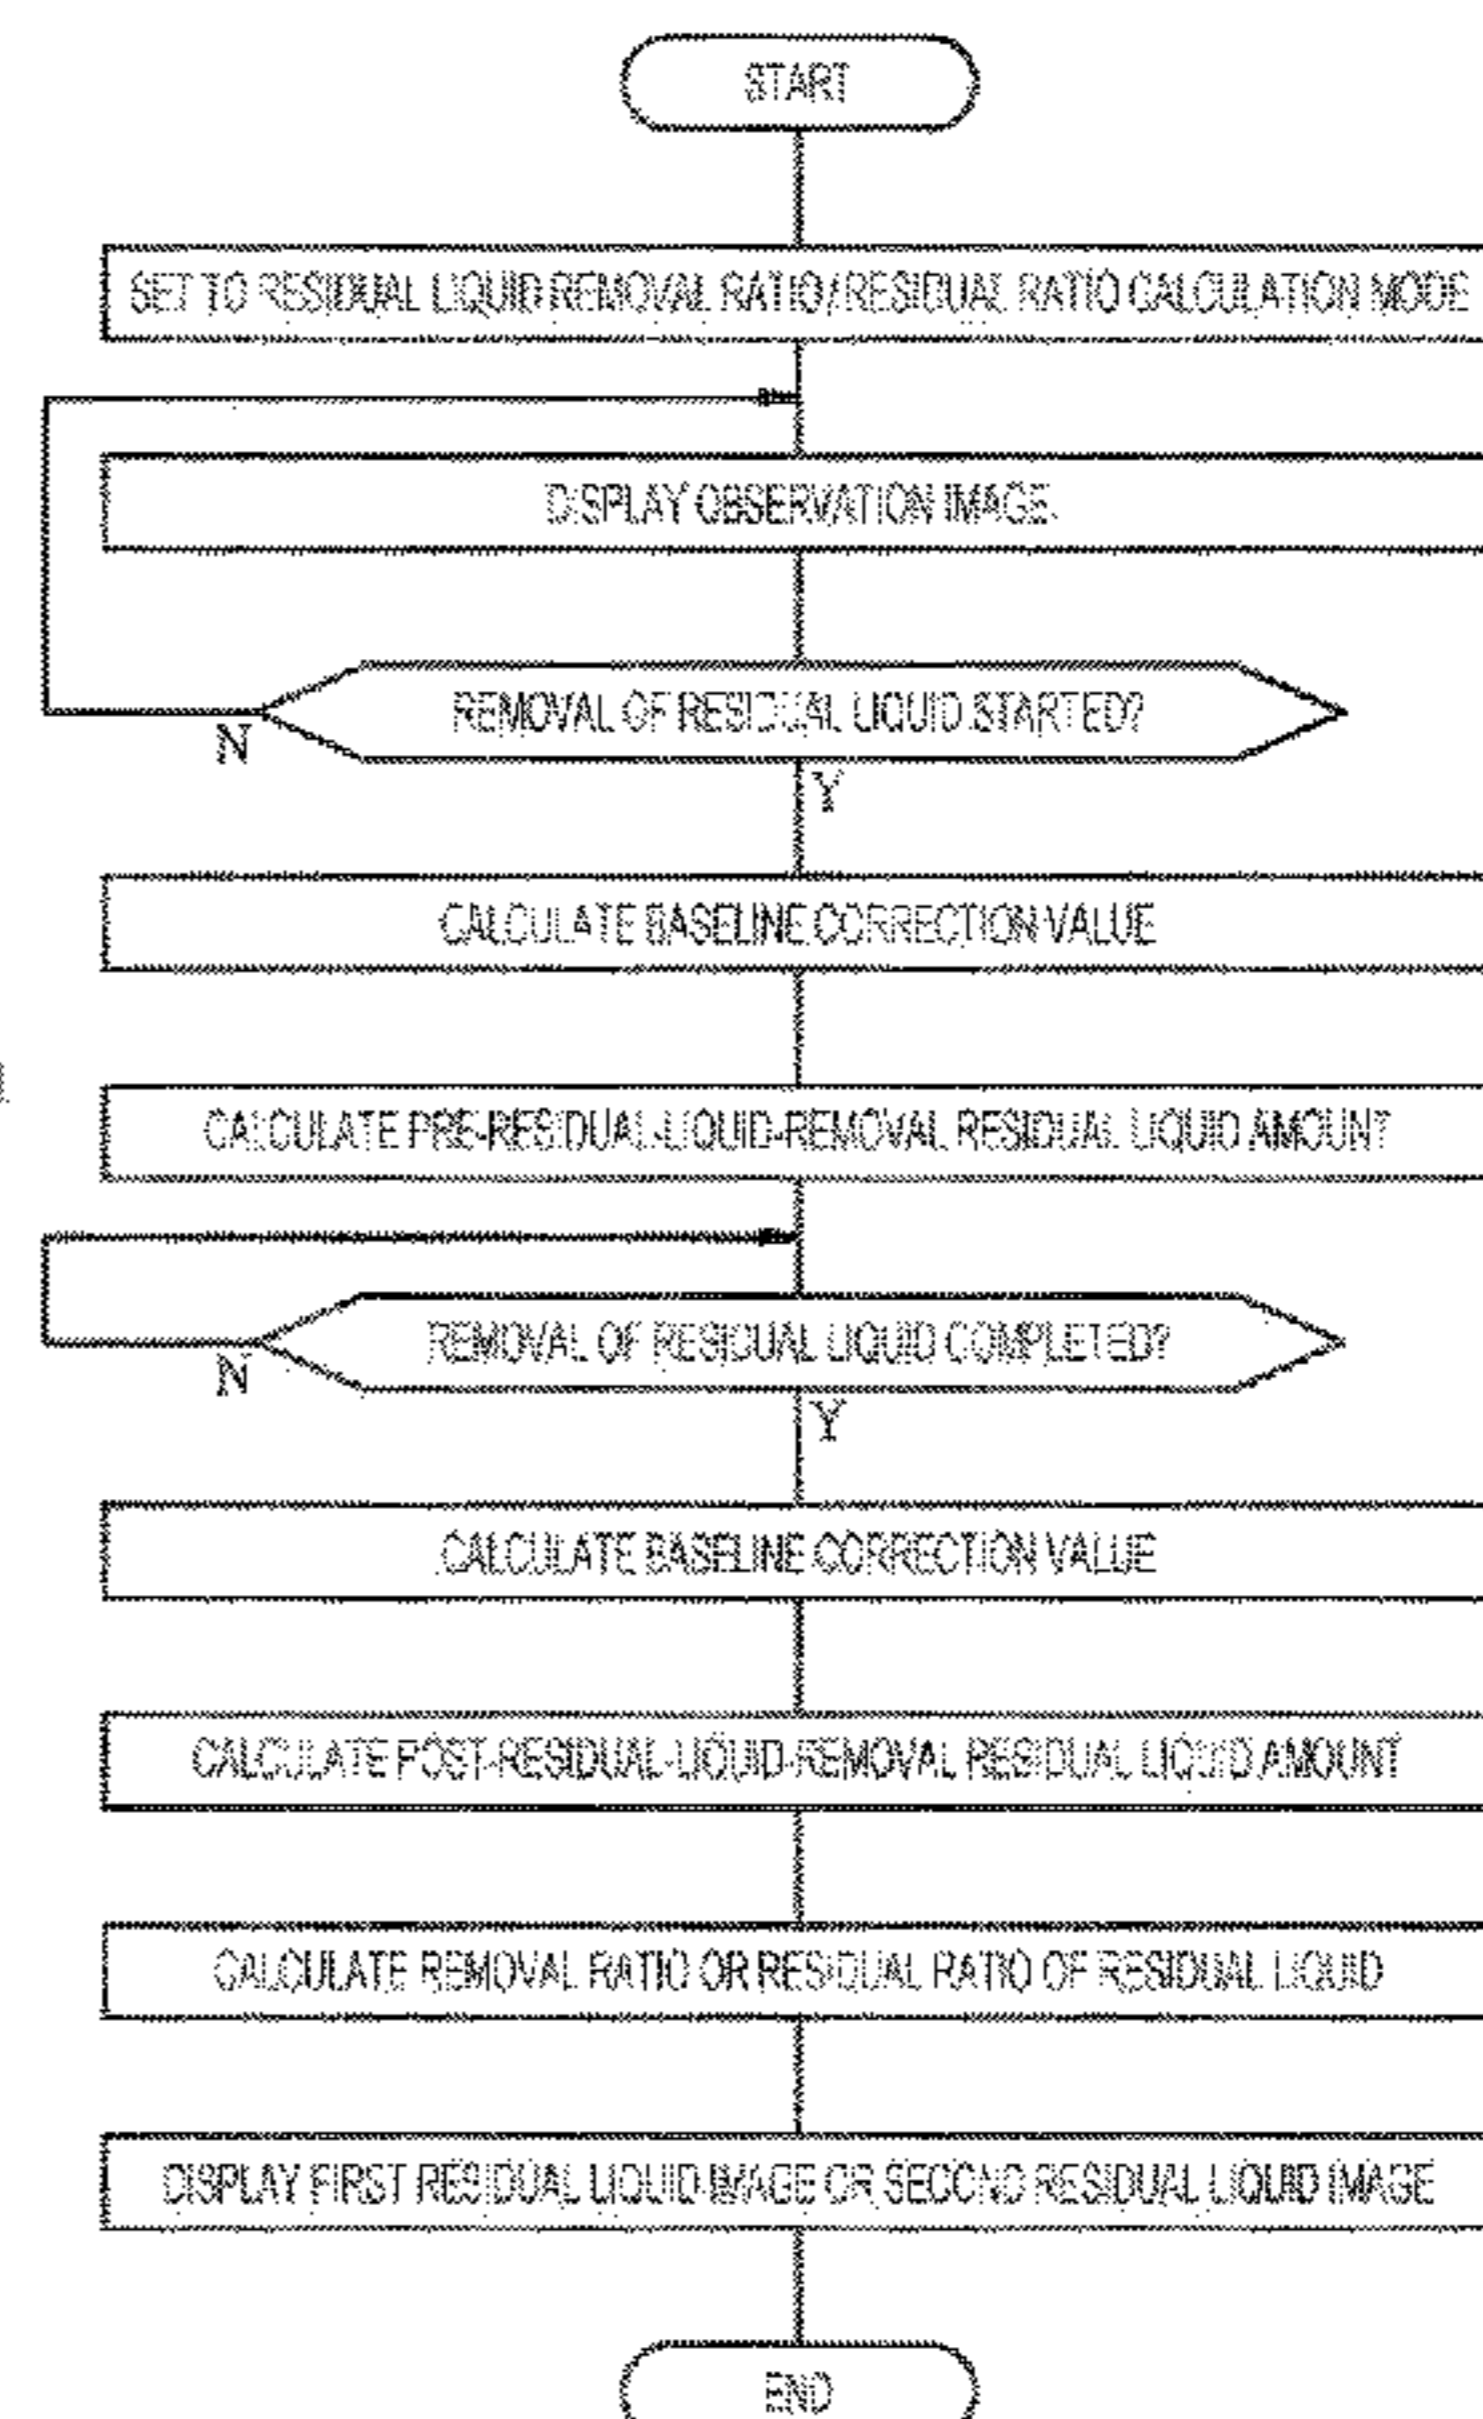 START
SET TO RESIDUAL LIQUID REMOVAL RATIO/RESIDUAL RATIO CALCULATION MODE
DISPLAY OBSERVATION IMAGE
REMOVAL OF RESIDUAL LIQUID STARTED?
N
Y
CALCULATE BASELINE CORRECTION VALUE
CALCULATE PRE-RESIDUAL-LIQUID-REMOVAL RESIDUAL LIQUID AMOUNT
REMOVAL OF RESIDUAL LIQUID COMPLETED?
N
Y
CALCULATE BASELINE CORRECTION VALUE
CALCULATE POST-RESIDUAL-LIQUID-REMOVAL RESIDUAL LIQUID AMOUNT
CALCULATE REMOVAL RATIO OR RESIDUAL RATIO OF RESIDUAL LIQUID
DISPLAY FIRST RESIDUAL LIQUID IMAGE OR SECOND RESIDUAL LIQUID IMAGE
END